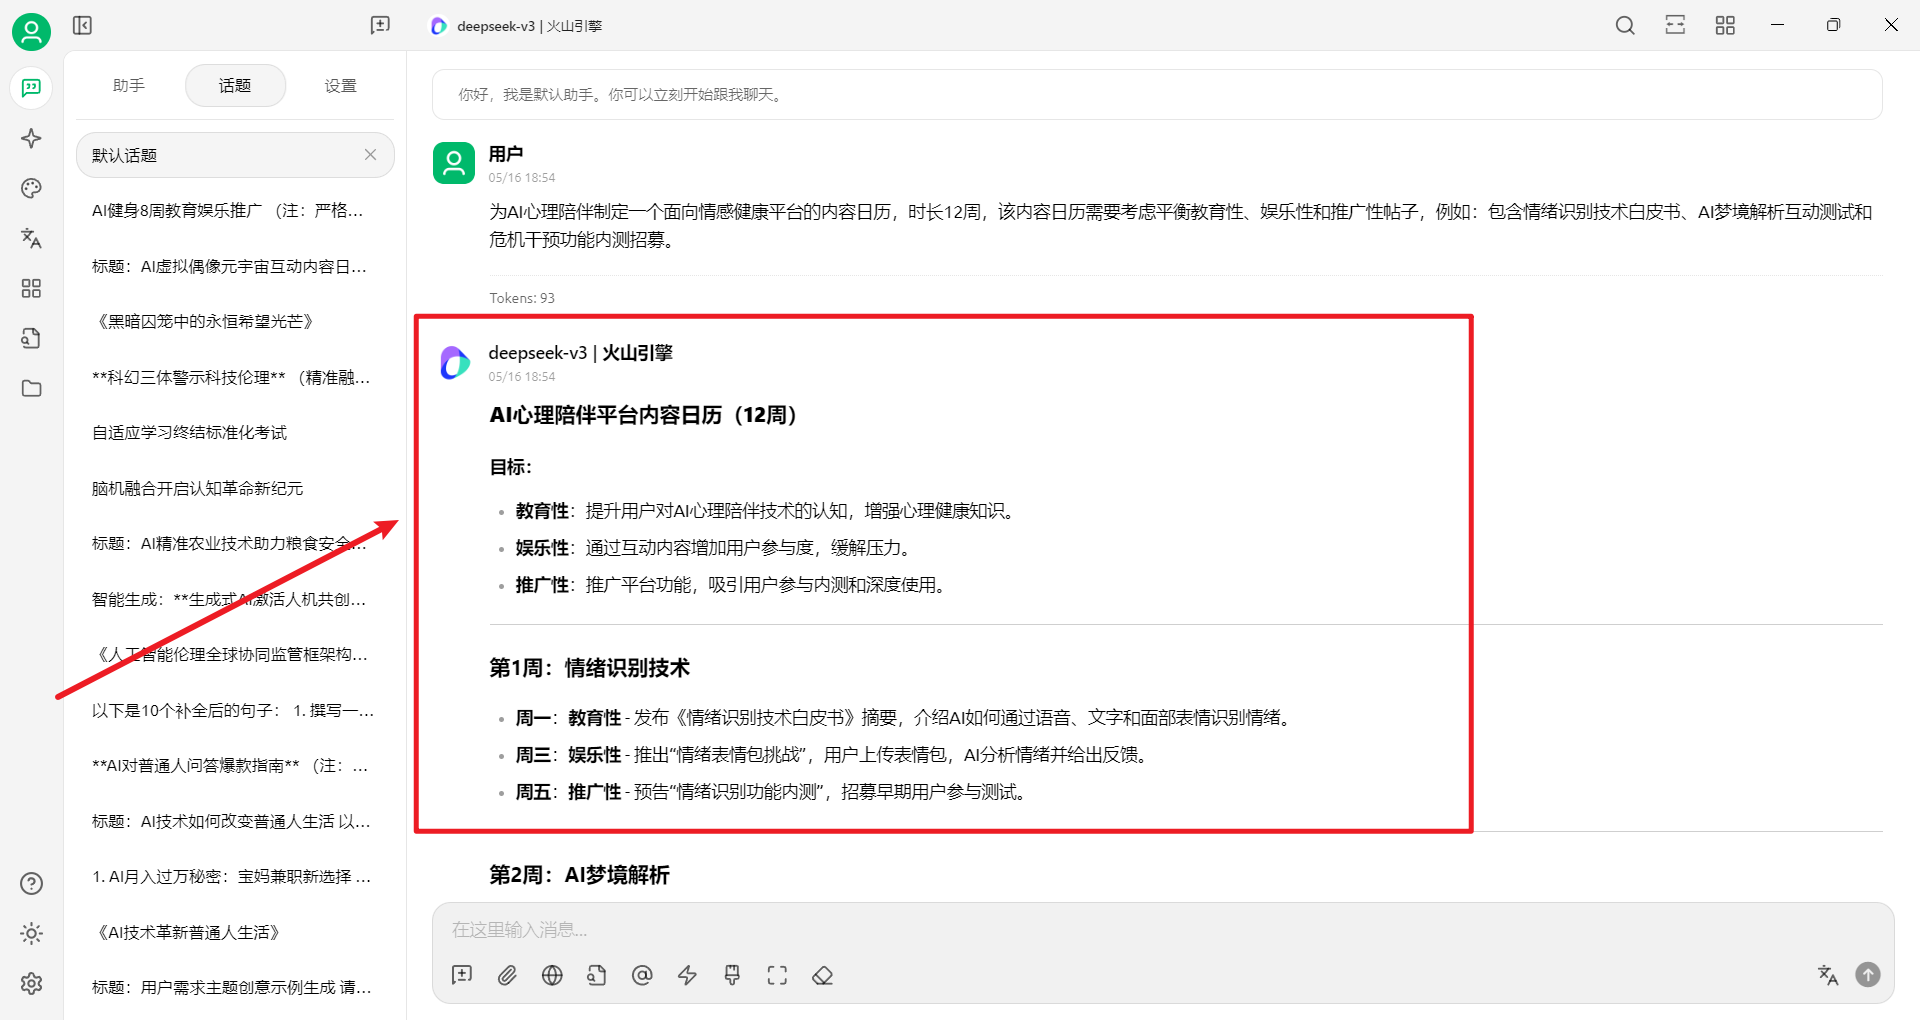 deepseek-v3 | 火山引擎
助手
话题
设置
默认话题
AI健身8周教育娱乐推广 （注：严格...
标题：AI虚拟偶像元宇宙互动内容日...
《黑暗囚笼中的永恒希望光芒》
**科幻三体警示科技伦理** （精准融...
自适应学习终结标准化考试
脑机融合开启认知革命新纪元
标题：AI精准农业技术助力粮食安全...
智能生成：**生成式AI激活人机共创...
《人工智能伦理全球协同监管框架构...
以下是10个补全后的句子： 1. 撰写一...
**AI对普通人问答爆款指南** （注：...
标题：AI技术如何改变普通人生活 以...
1. AI月入过万秘密：宝妈兼职新选择 ...
《AI技术革新普通人生活》
标题：用户需求主题创意示例生成 请...
你好，我是默认助手。你可以立刻开始跟我聊天。
用户
05/16 18:54
为AI心理陪伴制定一个面向情感健康平台的内容日历，时长12周，该内容日历需要考虑平衡教育性、娱乐性和推广性帖子，例如：包含情绪识别技术白皮书、AI梦境解析互动测试和
危机干预功能内测招募。
Tokens: 93
deepseek-v3 | 火山引擎
05/16 18:54
AI心理陪伴平台内容日历（12周）
目标：
教育性：提升用户对AI心理陪伴技术的认知，增强心理健康知识。
娱乐性：通过互动内容增加用户参与度，缓解压力。
推广性：推广平台功能，吸引用户参与内测和深度使用。
第1周：情绪识别技术
周一：教育性 - 发布《情绪识别技术白皮书》摘要，介绍AI如何通过语音、文字和面部表情识别情绪。
周三：娱乐性 - 推出“情绪表情包挑战”，用户上传表情包，AI分析情绪并给出反馈。
周五：推广性 - 预告“情绪识别功能内测”，招募早期用户参与测试。
第2周：AI梦境解析
在这里输入消息...